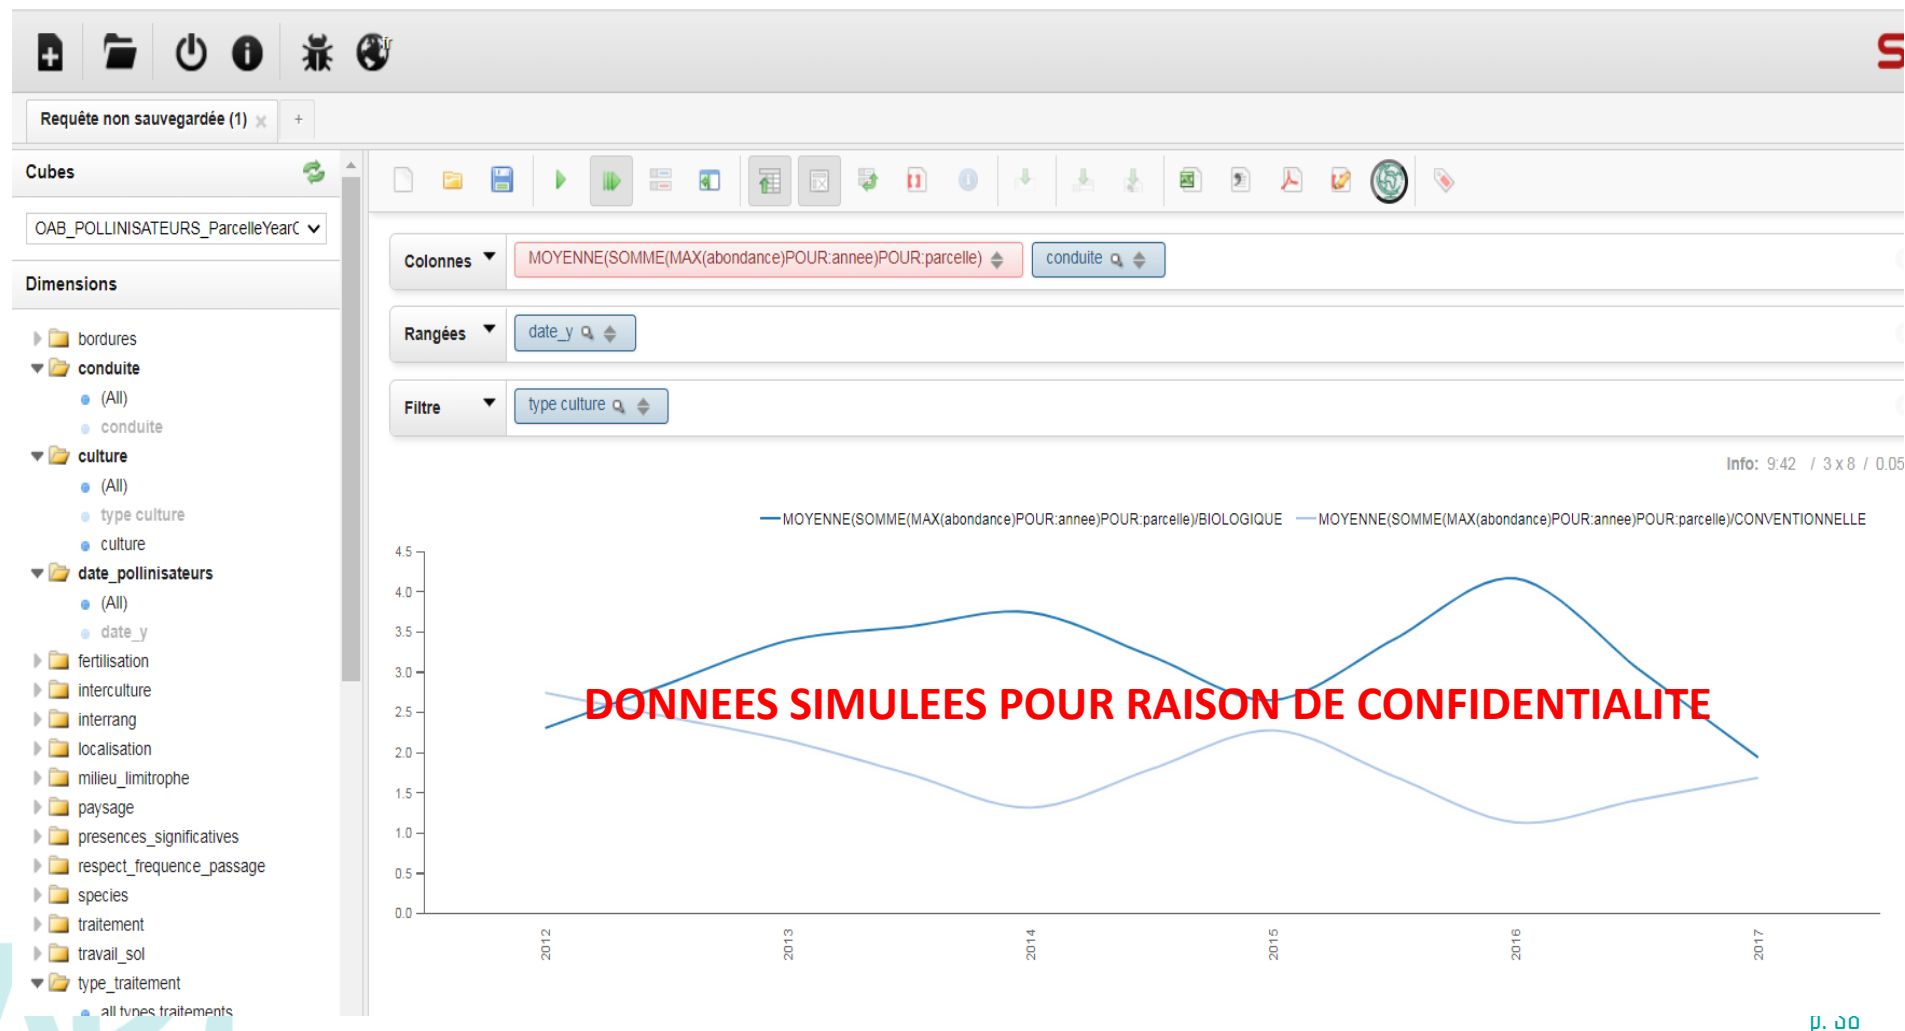 fr
S
Requête non sauvegardée (1) x +
Cubes
OAB_POLLINISATEURS_ParcelleYearC
Dimensions
bordures
conduite
(All)
conduite
culture
(All)
type culture
culture
date_pollinisateurs
(All)
date_y
fertilisation
interculture
interrang
localisation
milieu_limitrophe
paysage
presences_significatives
respect_frequence_passage
species
traitement
travail_sol
type_traitement
all types traitements
Colonnes MOYENNE(SOMME(MAX(abondance)POUR:annee)POUR:parcelle) conduite
Rangées date_y
Filtre type culture
Info: 9:42 / 3 x 8 / 0.05
MOYENNE(SOMME(MAX(abondance)POUR:annee)POUR:parcelle)/BIOLOGIQUE MOYENNE(SOMME(MAX(abondance)POUR:annee)POUR:parcelle)/CONVENTIONNELLE
4.5
4.0
3.5
3.0
2.5
2.0
1.5
1.0
0.5
0.0
DONNEES SIMULEES POUR RAISON DE CONFIDENTIALITE
2012 2013 2014 2015 2016 2017